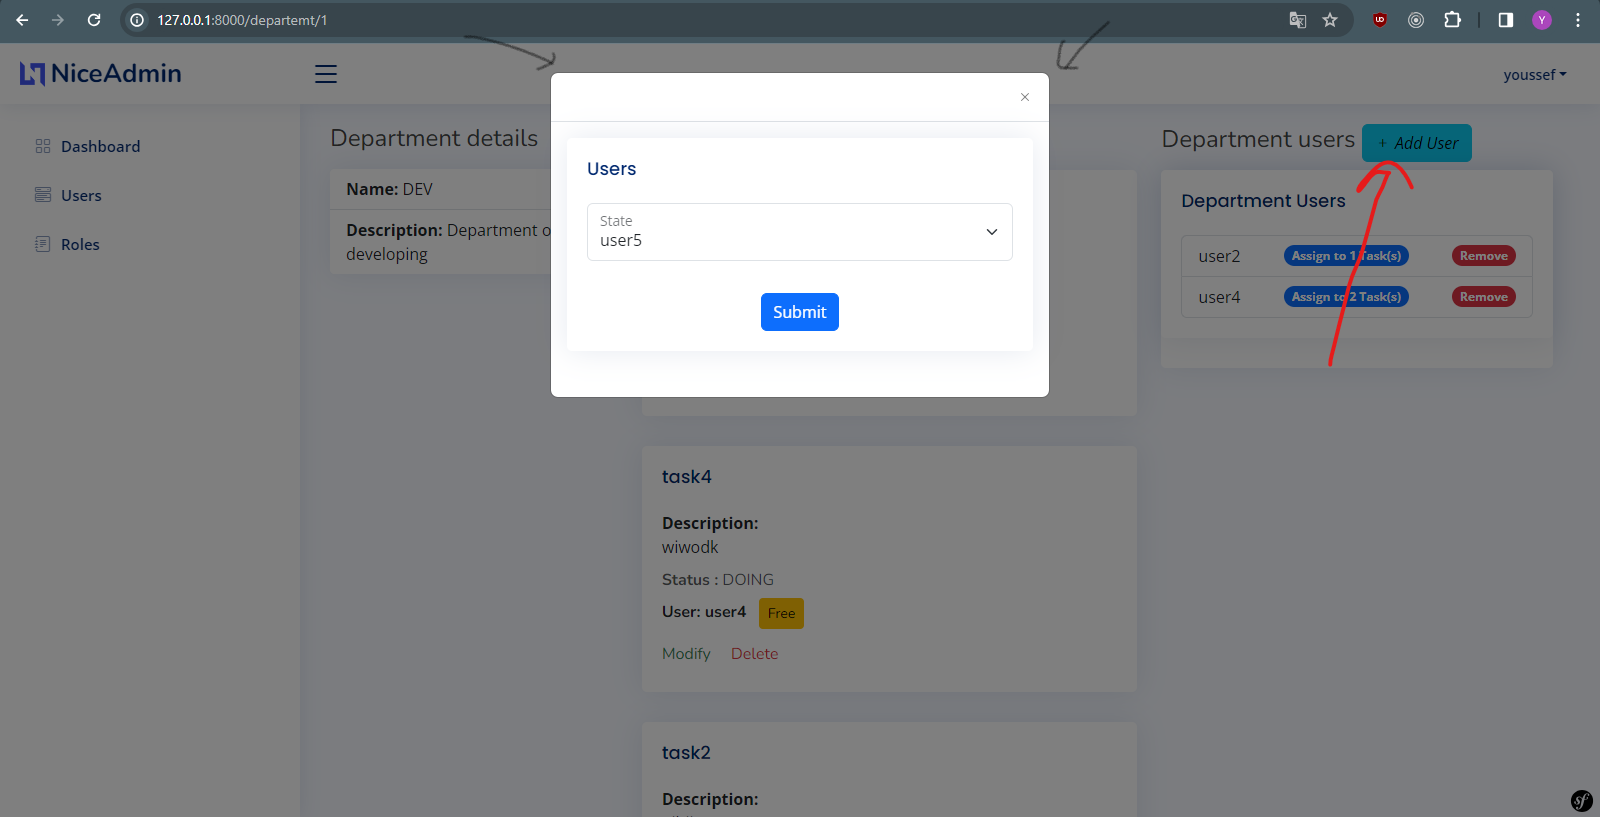 127.0.0.1:8000/departemt/1
NiceAdmin
youssef
Dashboard
Users
Roles
Department details
Name: DEV
Description: Department o
developing
×
Users
State
user5
Submit
Department users
+ Add User
Department Users
user2 Assign to 1 Task(s) Remove
user4 Assign to 2 Task(s) Remove
task4
Description:
wiwodk
Status : DOING
User: user4 Free
Modify Delete
task2
Description:
UD
Y
sf